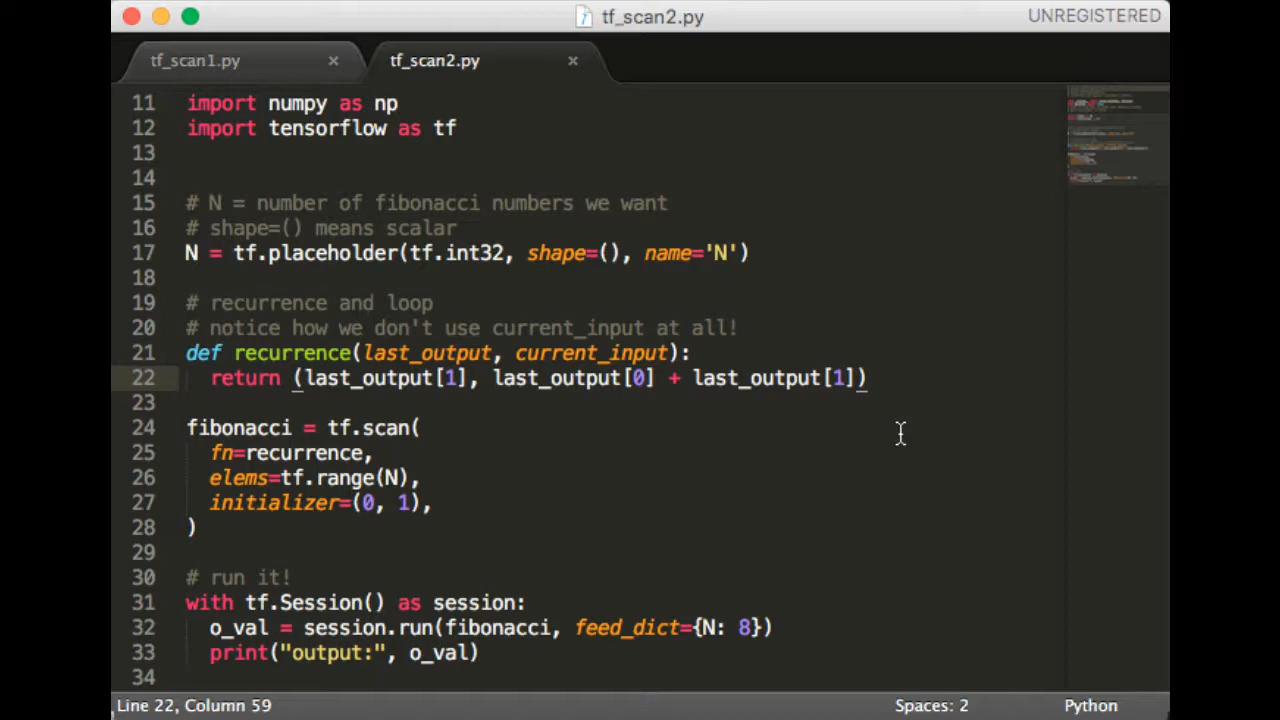 tf_scan2.py
UNREGISTERED
tf_scan1.py × tf_scan2.py ×
11 import numpy as np
12 import tensorflow as tf
13
14
15 # N = number of fibonacci numbers we want
16 # shape=() means scalar
17 N = tf.placeholder(tf.int32, shape=(), name='N')
18
19 # recurrence and loop
20 # notice how we don't use current_input at all!
21 def recurrence(last_output, current_input):
22   return (last_output[1], last_output[0] + last_output[1])
23
24 fibonacci = tf.scan(
25   fn=recurrence,
26   elems=tf.range(N),
27   initializer=(0, 1),
28 )
29
30 # run it!
31 with tf.Session() as session:
32   o_val = session.run(fibonacci, feed_dict={N: 8})
33   print("output:", o_val)
34
Line 22, Column 59
Spaces: 2
Python